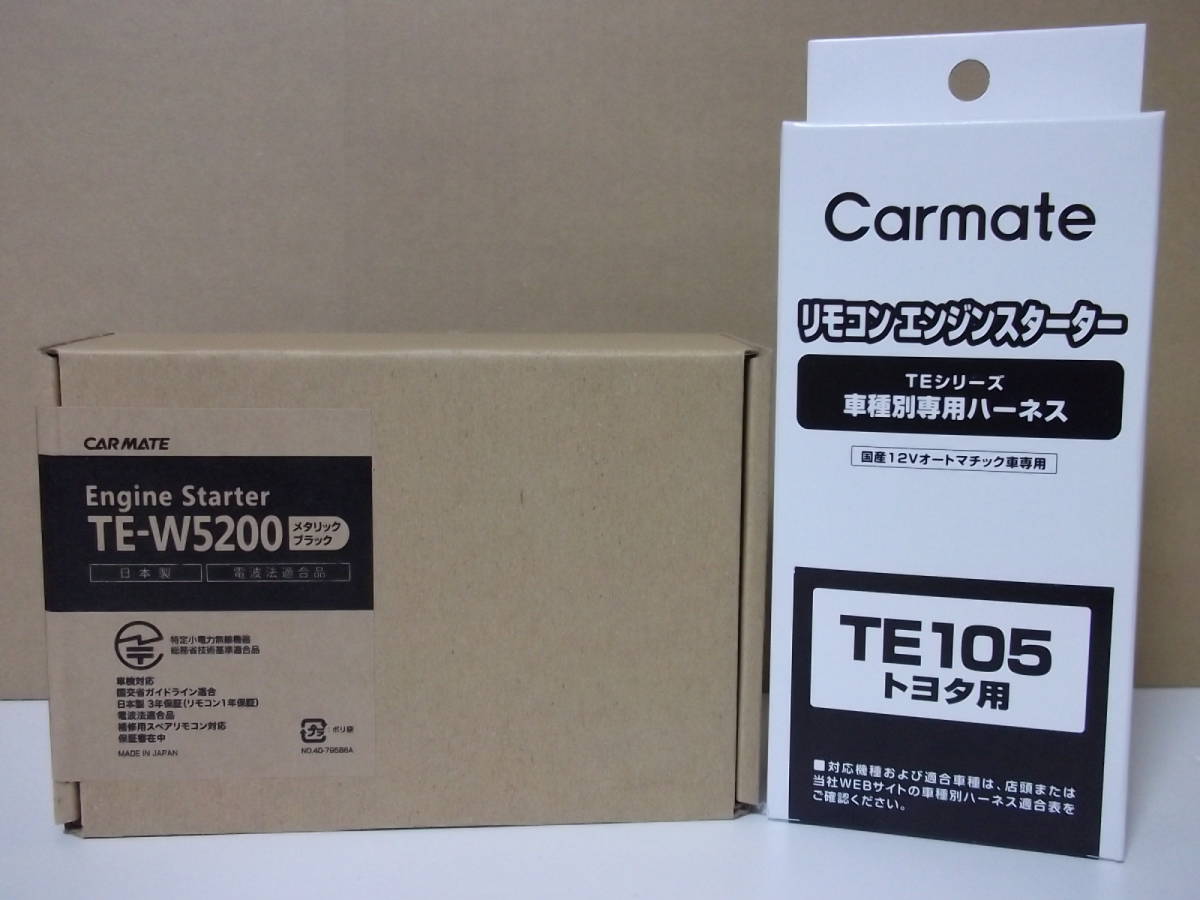 CARMATE
Engine Starter
TE-W5200
メタリック
ブラック
日本製
電波法適合品
特定小電力無線機器
総務省技術基準適合品
車検対応
国交省ガイドライン適合
日本製 3年保証(リモコン1年保証)
電波法適合品
補修用スペアリモコン対応
保証書在中
MADE IN JAPAN
プラ
ポリ袋
NO.4D-79586A
Carmate
リモコンエンジンスターター
TEシリーズ
車種別専用ハーネス
国産12Vオートマチック車専用
TE105
トヨタ用
■対応機種および適合車種は、店頭または
当社WEBサイトの車種別ハーネス適合表を
ご確認ください。